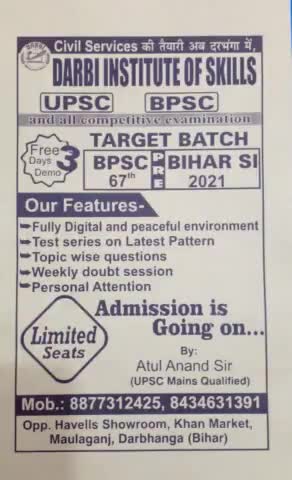 Civil Services की तैयारी अब दरभंगा में,
DARBI INSTITUTE OF SKILLS
UPSC BPSC
and all competitive examination
TARGET BATCH
Free 3 Days Demo
BPSC 67th PRE BIHAR SI 2021
Our Features-
Fully Digital and peaceful environment
Test series on Latest Pattern
Topic wise questions
Weekly doubt session
Personal Attention
Limited Seats
Admission is
Going on...
By:
Atul Anand Sir
(UPSC Mains Qualified)
Mob.: 8877312425, 8434631391
Opp. Havells Showroom, Khan Market,
Maulaganj, Darbhanga (Bihar)